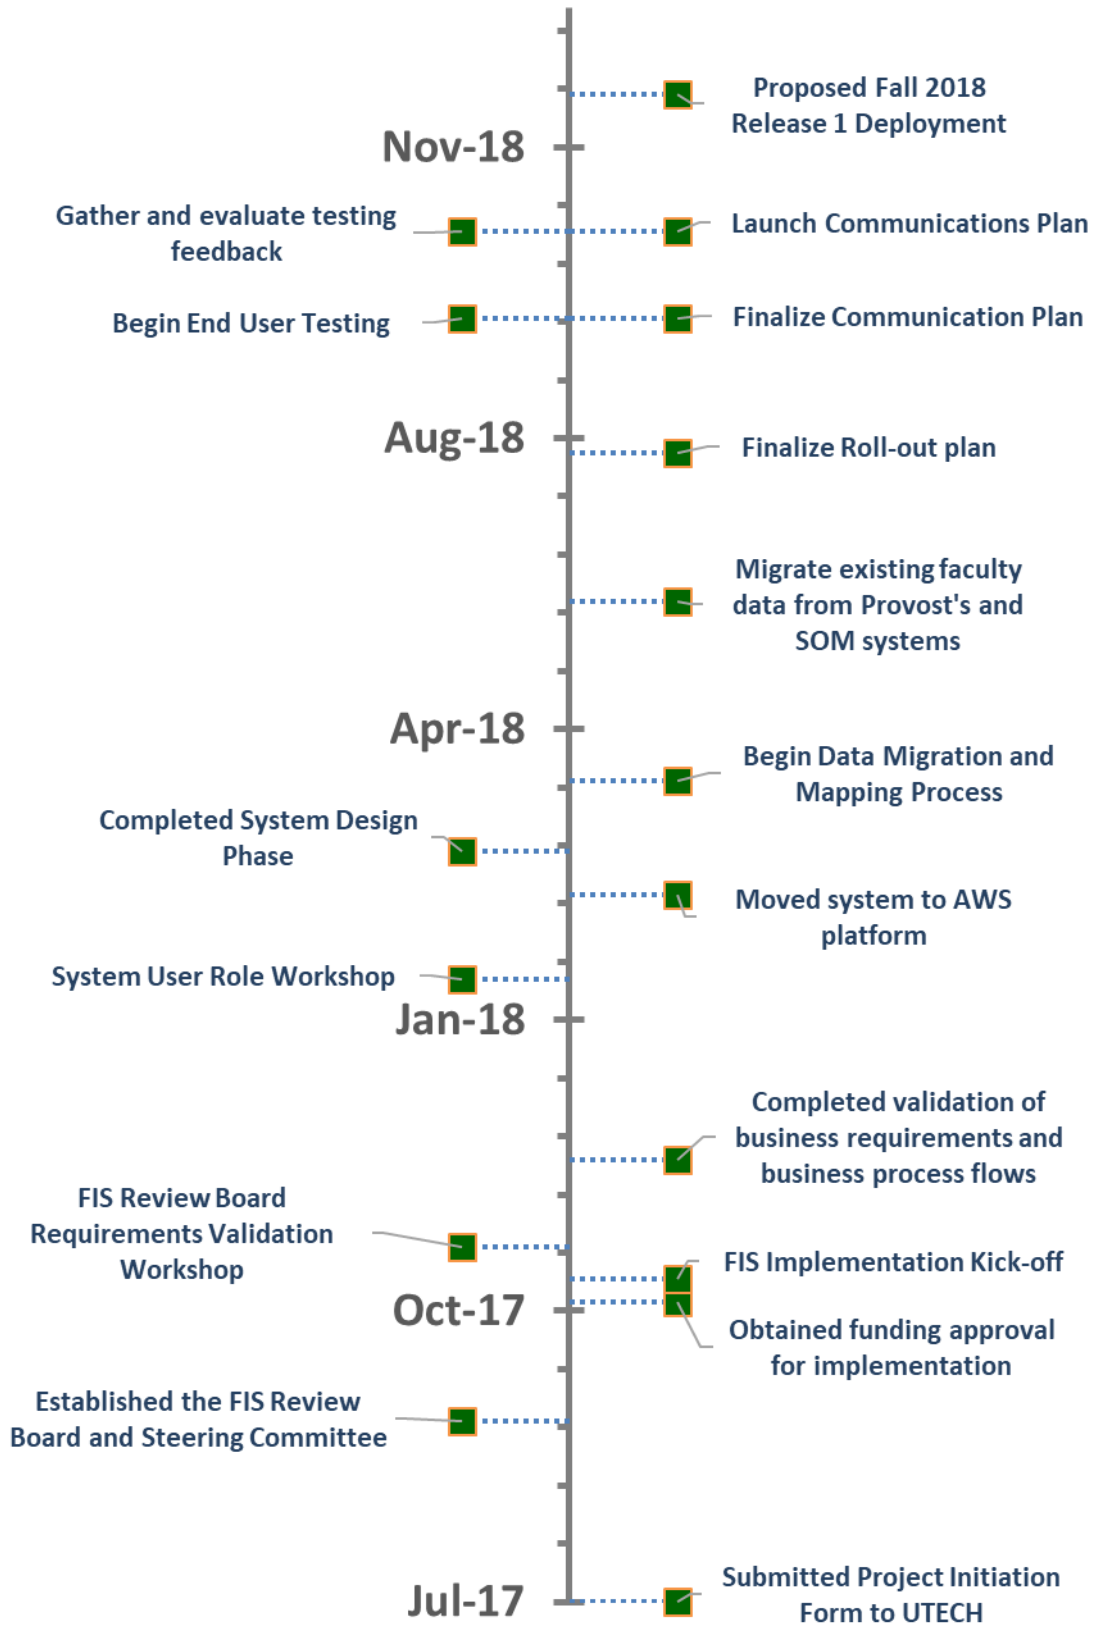 Proposed Fall 2018
Release 1 Deployment
Nov-18
Gather and evaluate testing
feedback
Launch Communications Plan
Begin End User Testing
Finalize Communication Plan
Aug-18
Finalize Roll-out plan
Migrate existing faculty
data from Provost's and
SOM systems
Apr-18
Begin Data Migration and
Mapping Process
Completed System Design
Phase
Moved system to AWS
platform
System User Role Workshop
Jan-18
Completed validation of
business requirements and
business process flows
FIS Review Board
Requirements Validation
Workshop
FIS Implementation Kick-off
Oct-17
Obtained funding approval
for implementation
Established the FIS Review
Board and Steering Committee
Jul-17
Submitted Project Initiation
Form to UTECH